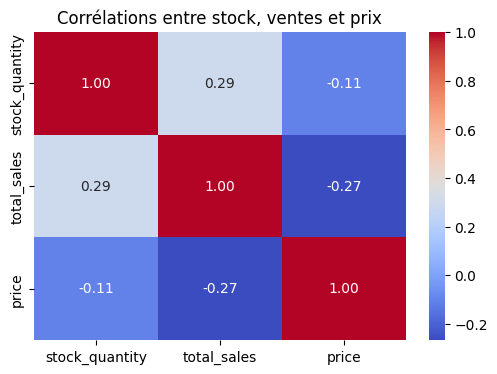 Corrélations entre stock, ventes et prix
stock_quantity
1.00
0.29
-0.11
total_sales
0.29
1.00
-0.27
price
-0.11
-0.27
1.00
stock_quantity
total_sales
price
1.0
0.8
0.6
0.4
0.2
0.0
−0.2